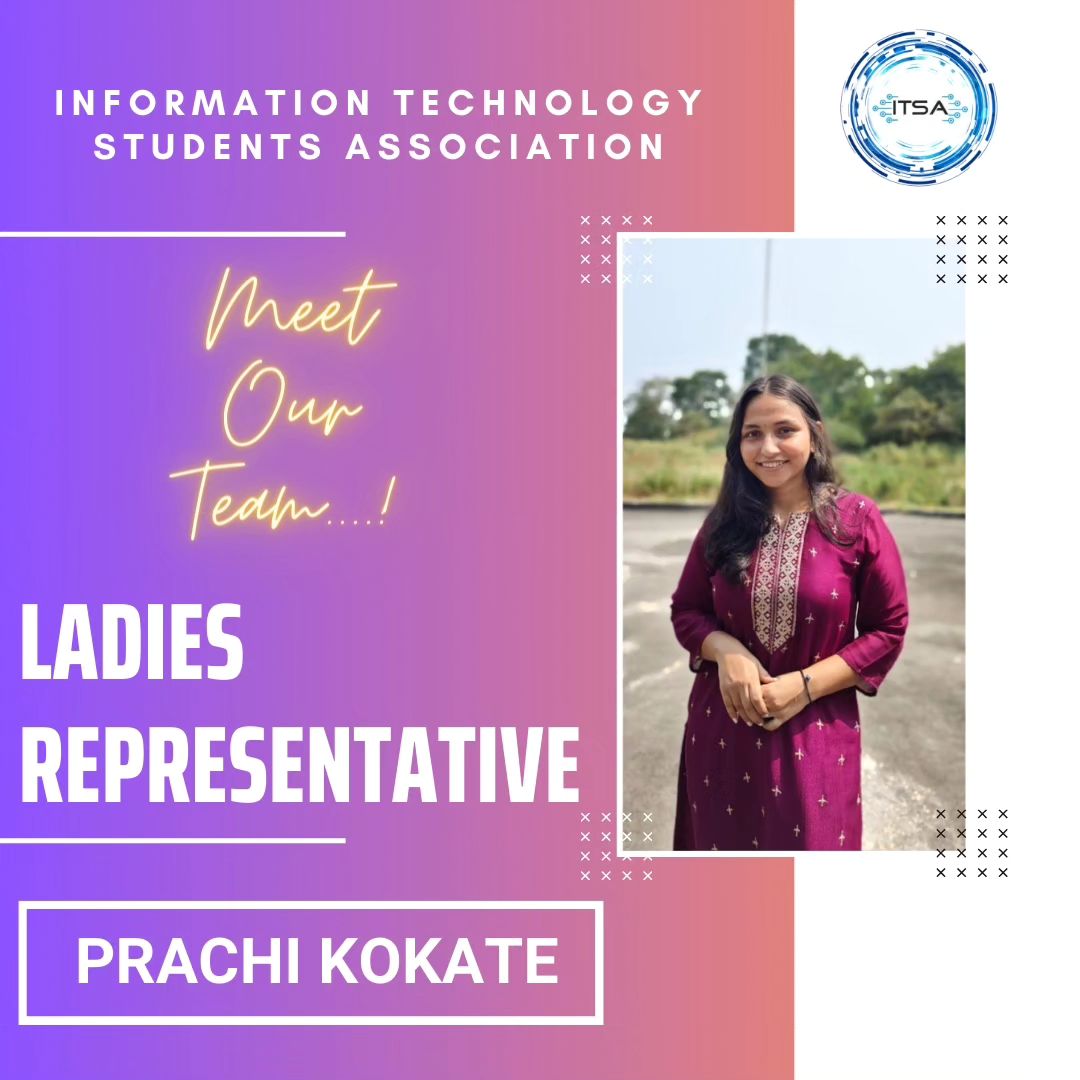 INFORMATION TECHNOLOGY
STUDENTS ASSOCIATION
ITSA
Meet
Our
Team....!
LADIES
REPRESENTATIVE
PRACHI KOKATE